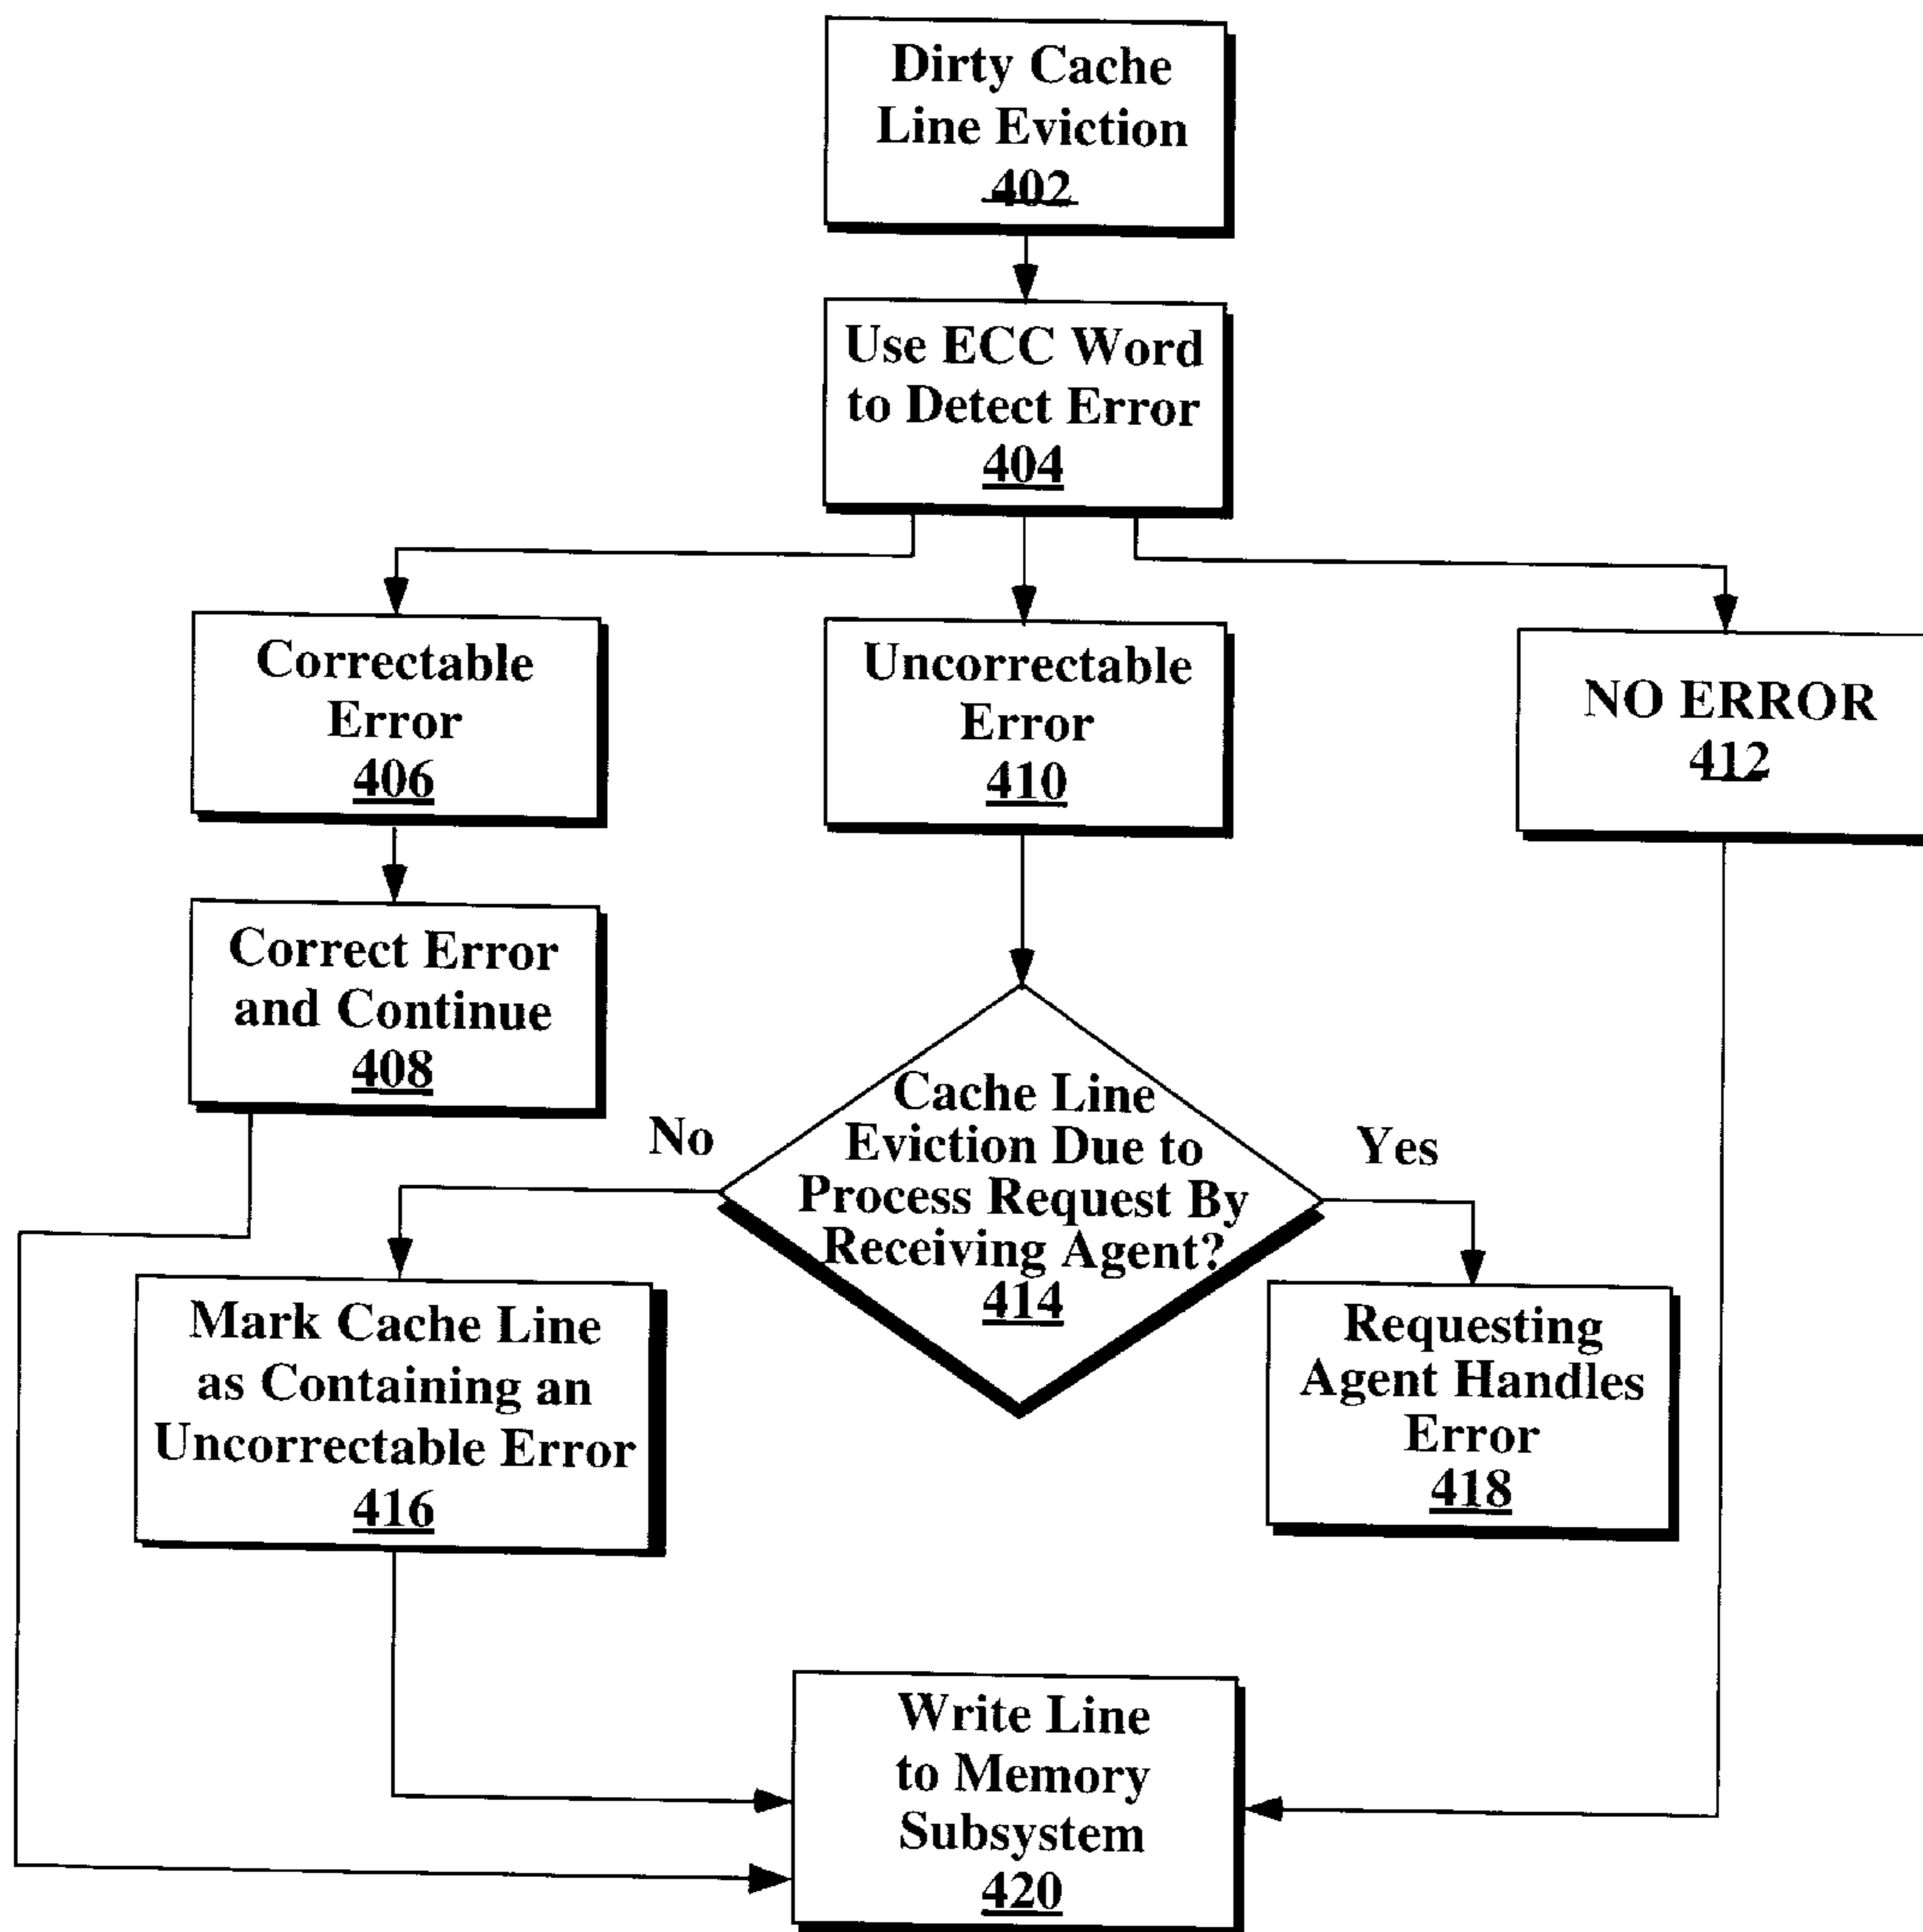 Dirty Cache
Line Eviction
402
Use ECC Word
to Detect Error
404
Correctable
Error
406
Uncorrectable
Error
410
NO ERROR
412
Correct Error
and Continue
408
No
Cache Line
Eviction Due to
Process Request By
Receiving Agent?
414
Yes
Mark Cache Line
as Containing an
Uncorrectable Error
416
Requesting
Agent Handles
Error
418
Write Line
to Memory
Subsystem
420